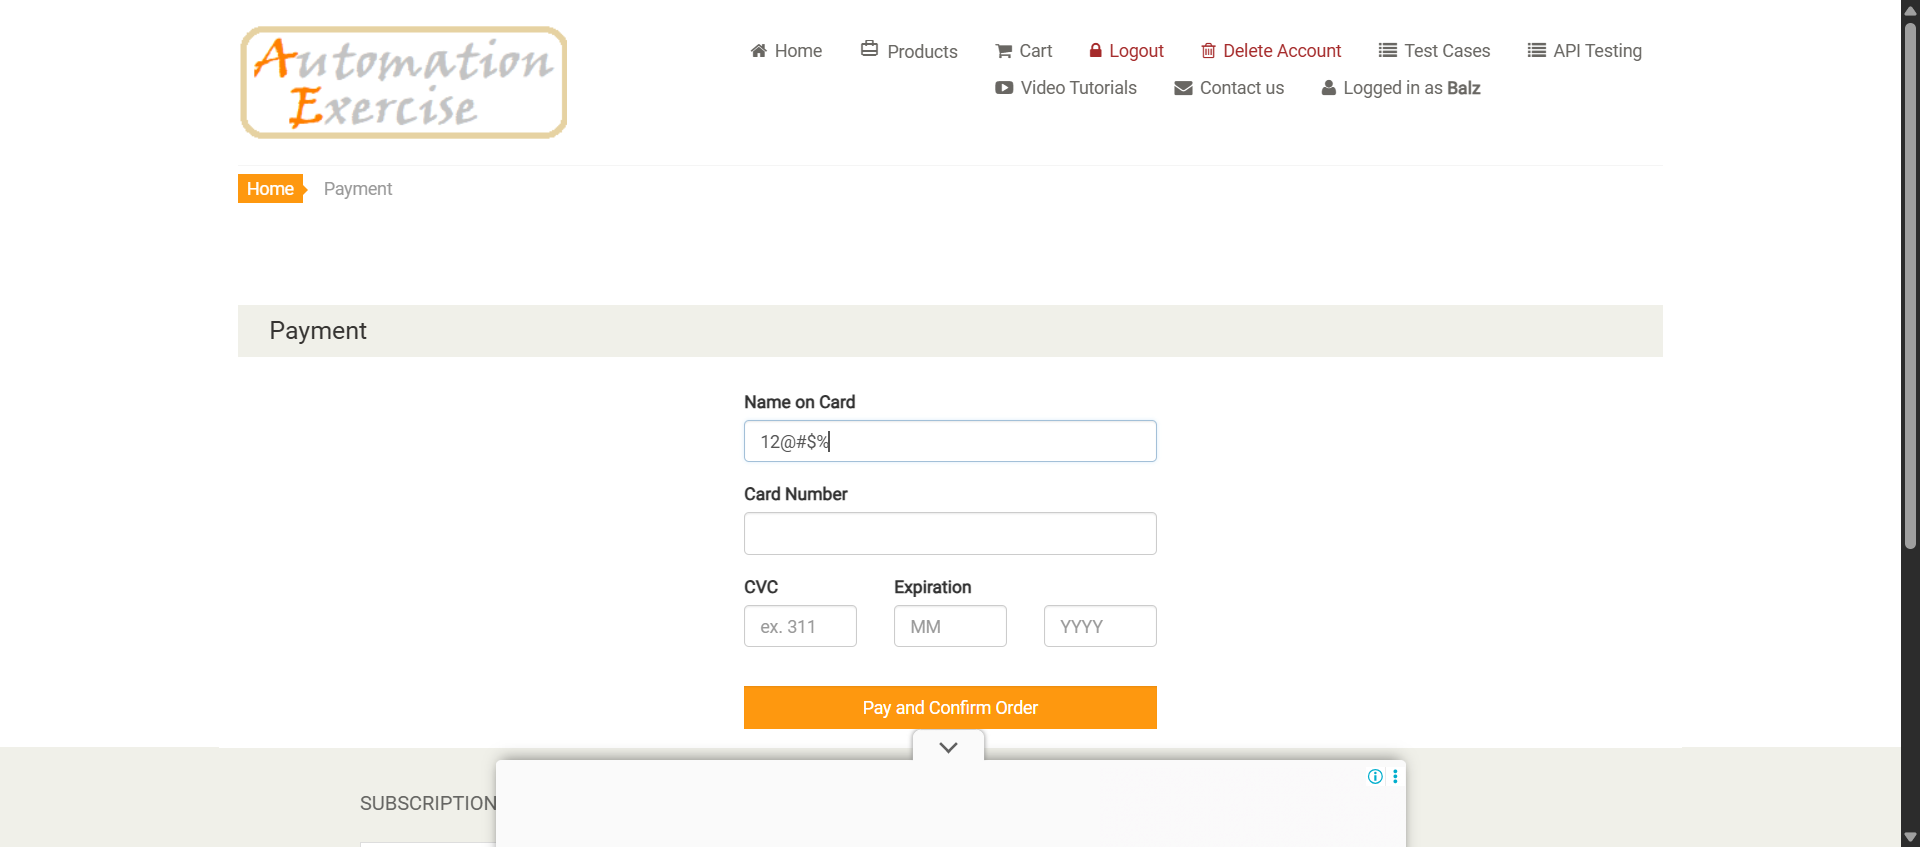 Automation
Exercise
Home Products Cart Logout Delete Account Test Cases API Testing
Video Tutorials Contact us Logged in as Balz
Home Payment
Payment
Name on Card
12@#$%
Card Number
CVC Expiration
ex. 311 MM YYYY
Pay and Confirm Order
SUBSCRIPTION